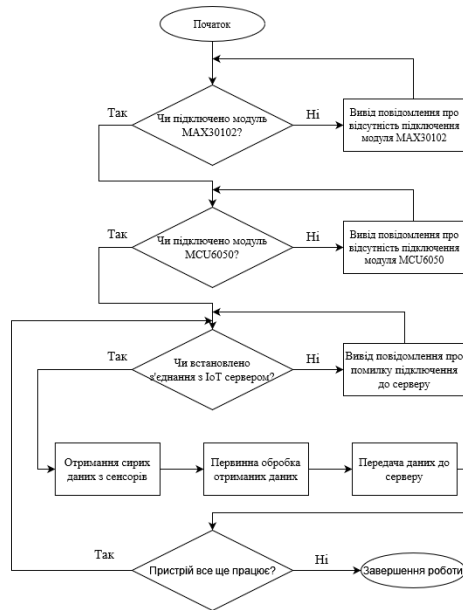 Початок
Так
Чи підключено модуль
MAX30102?
Ні
Вивід повідомлення про
відсутність підключення
модуля MAX30102
Так
Чи підключено модуль
MCU6050?
Ні
Вивід повідомлення про
відсутність підключення
модуля MCU6050
Так
Чи встановлено
з'єднання з IoT сервером?
Ні
Вивід повідомлення про
помилку підключення
до серверу
Отримання сирих
даних з сенсорів
Первинна обробка
отриманих даних
Передача даних до
серверу
Так
Пристрій все ще працює?
Ні
Завершення роботи